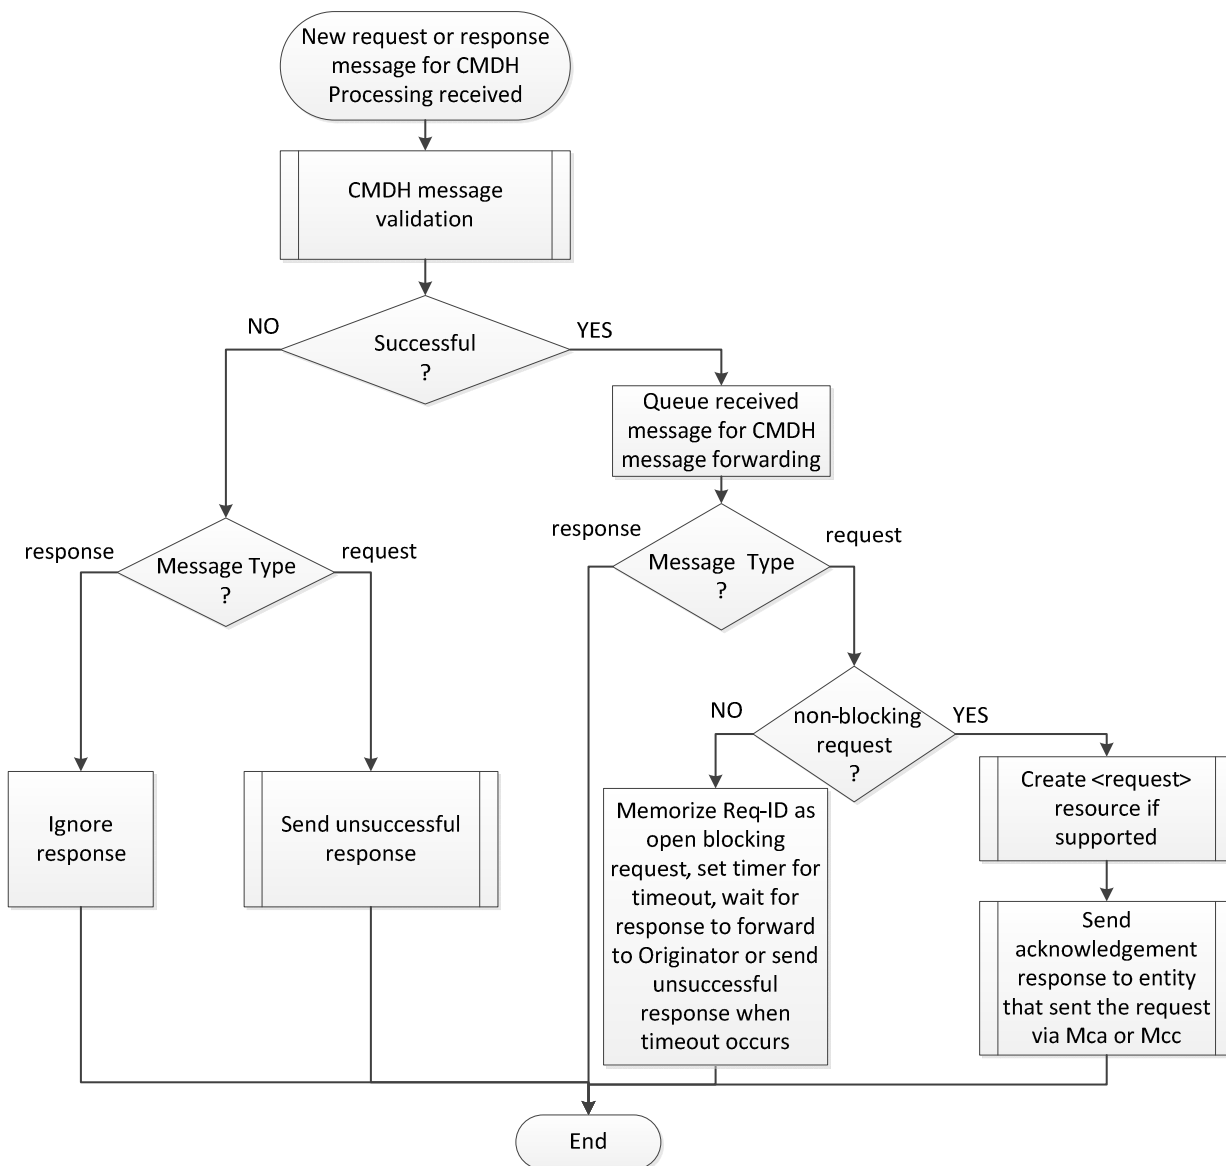 New request or response
message for CMDH
Processing received
CMDH message
validation
NO
YES
Successful
?
Queue received
message for CMDH
message forwarding
response
request
Message Type
?
response
request
Message Type
?
NO
YES
non-blocking
request
?
Ignore
response
Send unsuccessful
response
Memorize Req-ID as
open blocking
request, set timer for
timeout, wait for
response to forward
to Originator or send
unsuccessful
response when
timeout occurs
Create <request>
resource if
supported
Send
acknowledgement
response to entity
that sent the request
via Mca or Mcc
End